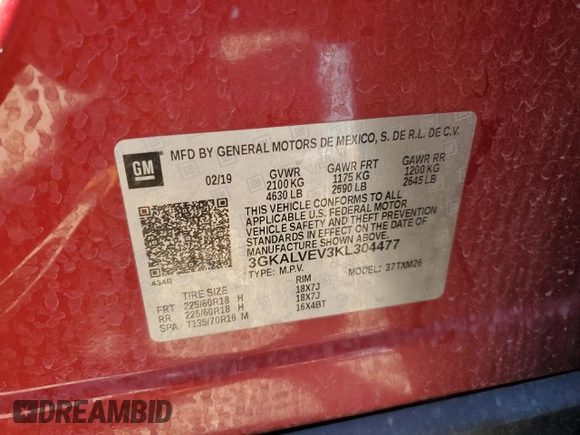 GM
MFD BY GENERAL MOTORS DE MEXICO, S. DE R.L. DE C.V.
02/19 GVWR GAWR FRT GAWR RR
2100 KG 1175 KG 1200 KG
4630 LB 2590 LB 2645 LB
THIS VEHICLE CONFORMS TO ALL
APPLICABLE U.S. FEDERAL MOTOR
VEHICLE SAFETY AND THEFT PREVENTION
STANDARDS IN EFFECT ON THE DATE OF
MANUFACTURE SHOWN ABOVE.
3GKALVEV3KL304477
TYPE: M.P.V. MODEL: 37TXM26
434S
TIRE SIZE RIM
FRT 225/60R18 H 18X7J
RR 225/60R18 H 18X7J
SPA T135/70R16 M 16X4BT
DREAMBID